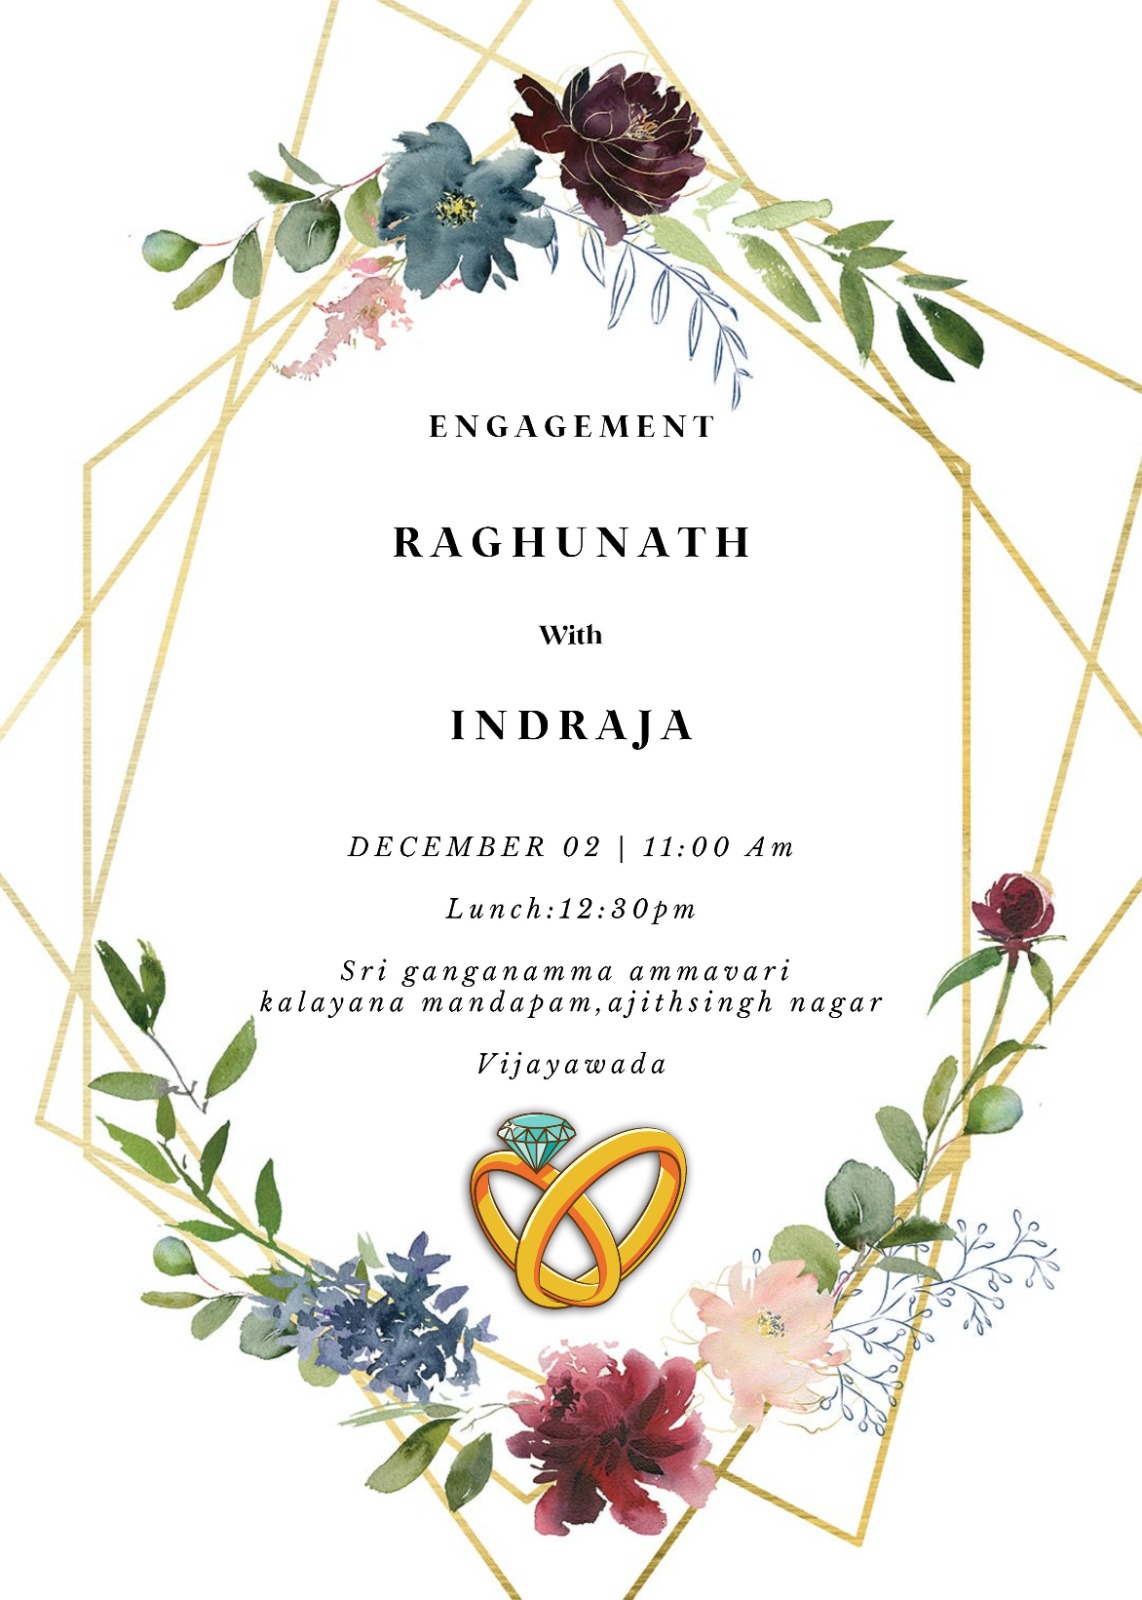 ENGAGEMENT
RAGHUNATH
With
INDRAJA
DECEMBER 02 | 11:00 Am
Lunch:12:30pm
Sri ganganamma ammavari
kalayana mandapam,ajithsingh nagar
Vijayawada